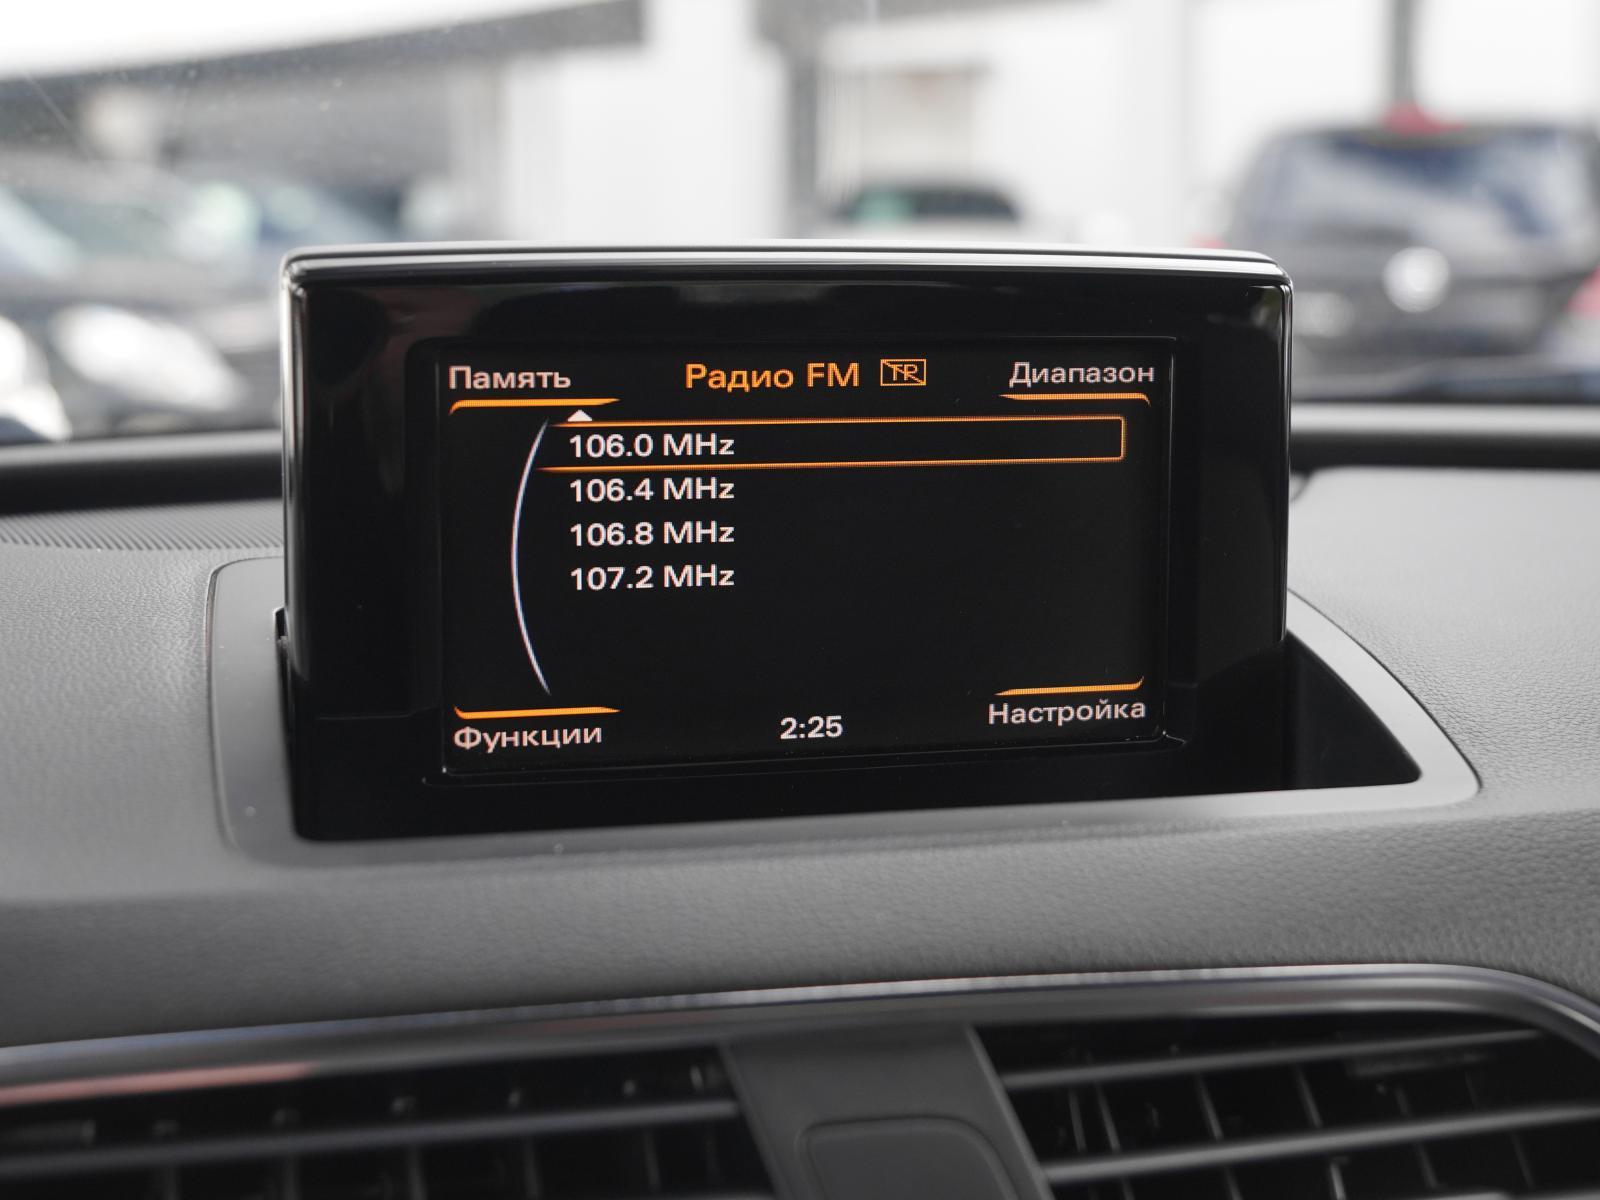 Память
Радио FM TP
Диапазон
106.0 MHz
106.4 MHz
106.8 MHz
107.2 MHz
Функции
2:25
Настройка